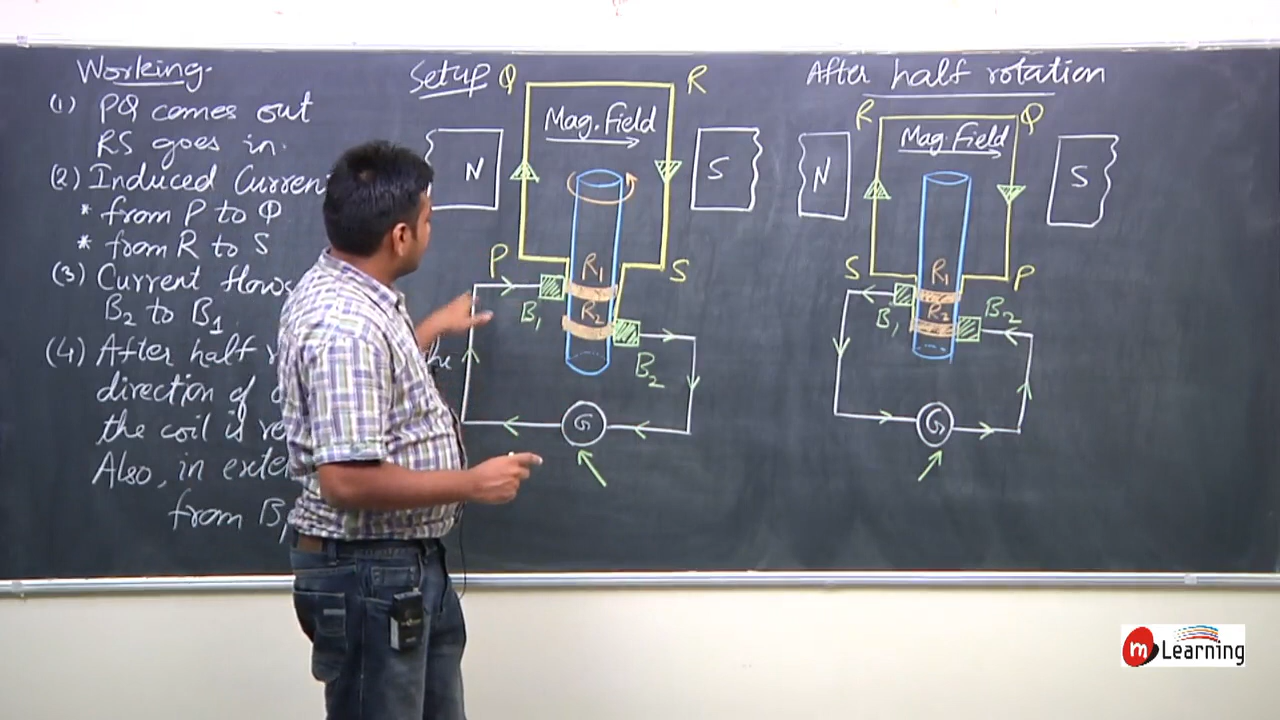 Working.
(1) PQ comes out
RS goes in.
(2) Induced
* from P to Q
* from R to S
(3) Current flows
B2 to B1
(4) After half
direction of
the coil is
Also, in
from
Setup
Q
R
Mag. Field
N
S
P
S
R1
R2
B1
B2
G
After half rotation
R
Q
Mag. Field
N
S
S
P
R1
R2
B1
B2
G
m Learning